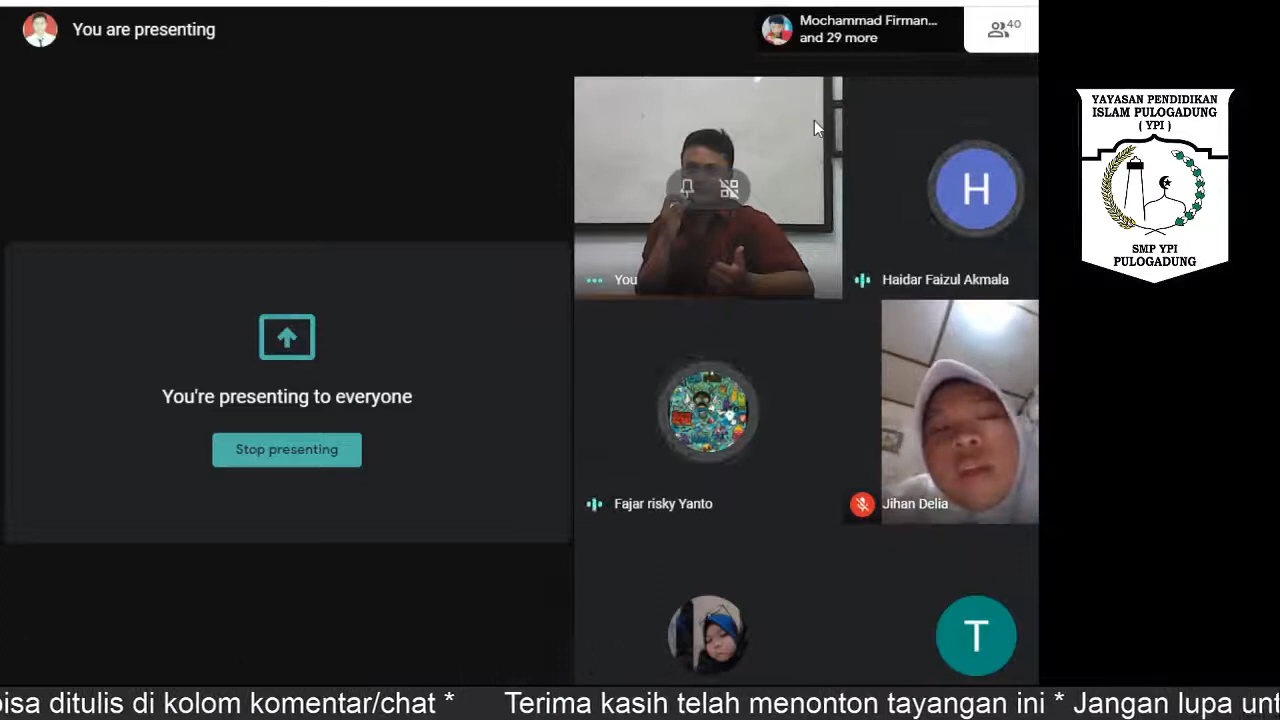 You are presenting
Mochammad Firman...
and 29 more
40
You
H
Haidar Faizul Akmala
You're presenting to everyone
Stop presenting
Fajar risky Yanto
Jihan Delia
T
YAYASAN PENDIDIKAN
ISLAM PULOGADUNG
( YPI )
SMP YPI
PULOGADUNG
bisa ditulis di kolom komentar/chat * Terima kasih telah menonton tayangan ini * Jangan lupa unt